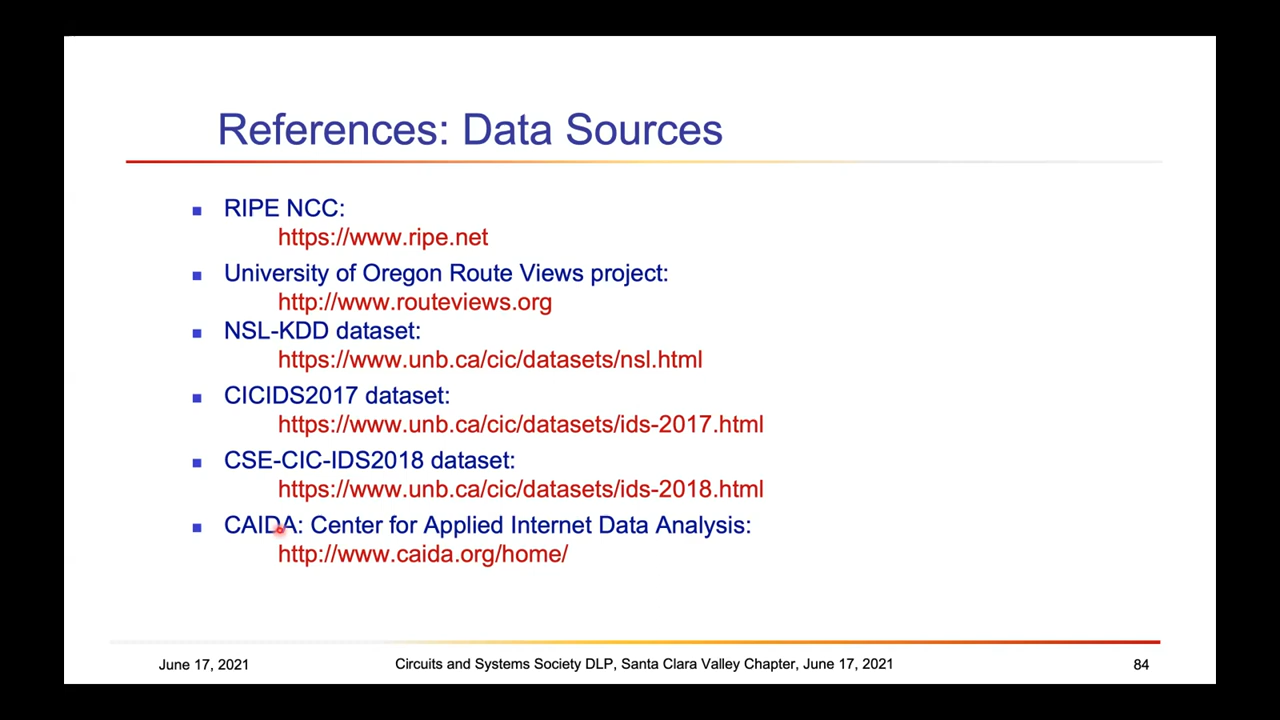 References: Data Sources
RIPE NCC:
https://www.ripe.net
University of Oregon Route Views project:
http://www.routeviews.org
NSL-KDD dataset:
https://www.unb.ca/cic/datasets/nsl.html
CICIDS2017 dataset:
https://www.unb.ca/cic/datasets/ids-2017.html
CSE-CIC-IDS2018 dataset:
https://www.unb.ca/cic/datasets/ids-2018.html
CAIDA: Center for Applied Internet Data Analysis:
http://www.caida.org/home/
June 17, 2021
Circuits and Systems Society DLP, Santa Clara Valley Chapter, June 17, 2021
84